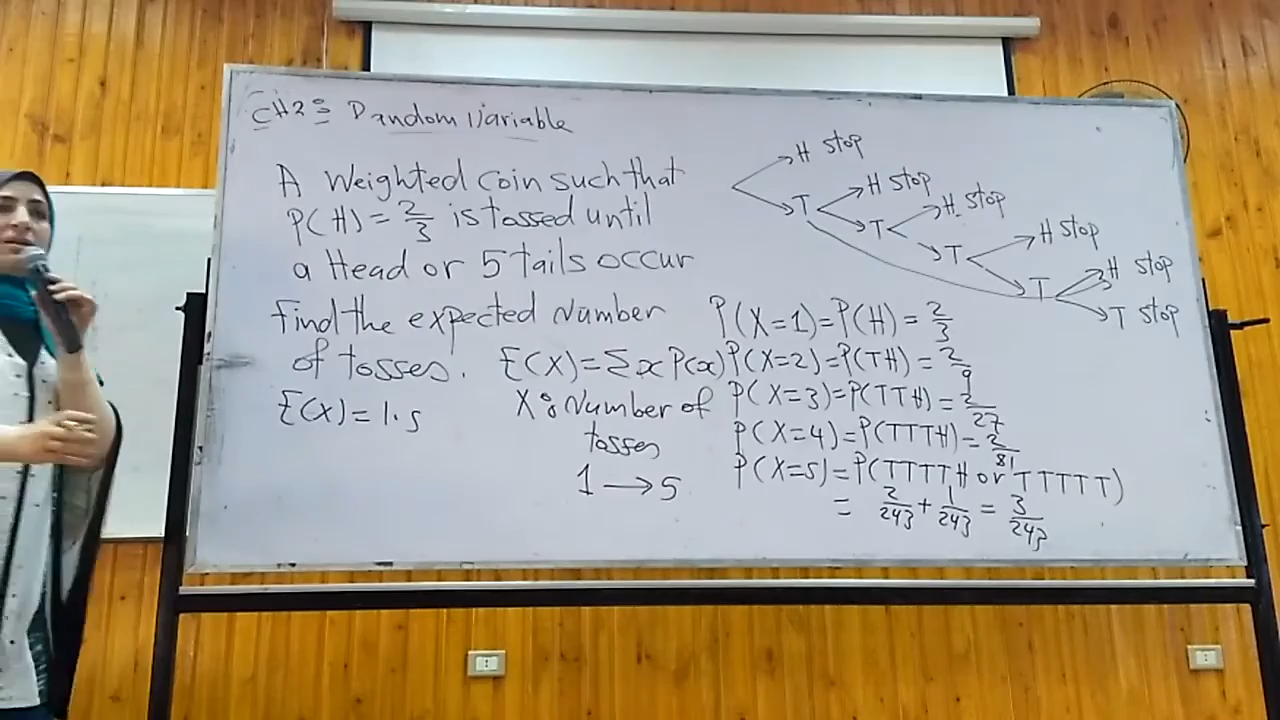 CH2: Random Variable
A weighted coin such that
P(H) = 2/3 is tossed until
a Head or 5 tails occur
Find the expected Number
of tosses. E(X) = Σ x P(x)
E(X) = 1.5
X: Number of
tosses
1 → 5
H stop
T
H stop
T
H stop
T
H stop
T
H stop
T stop
P(X=1) = P(H) = 2/3
P(X=2) = P(TH) = 2/9
P(X=3) = P(TTH) = 2/27
P(X=4) = P(TTTH) = 2/81
P(X=5) = P(TTTTH or TTTTT)
= 2/243 + 1/243 = 3/243